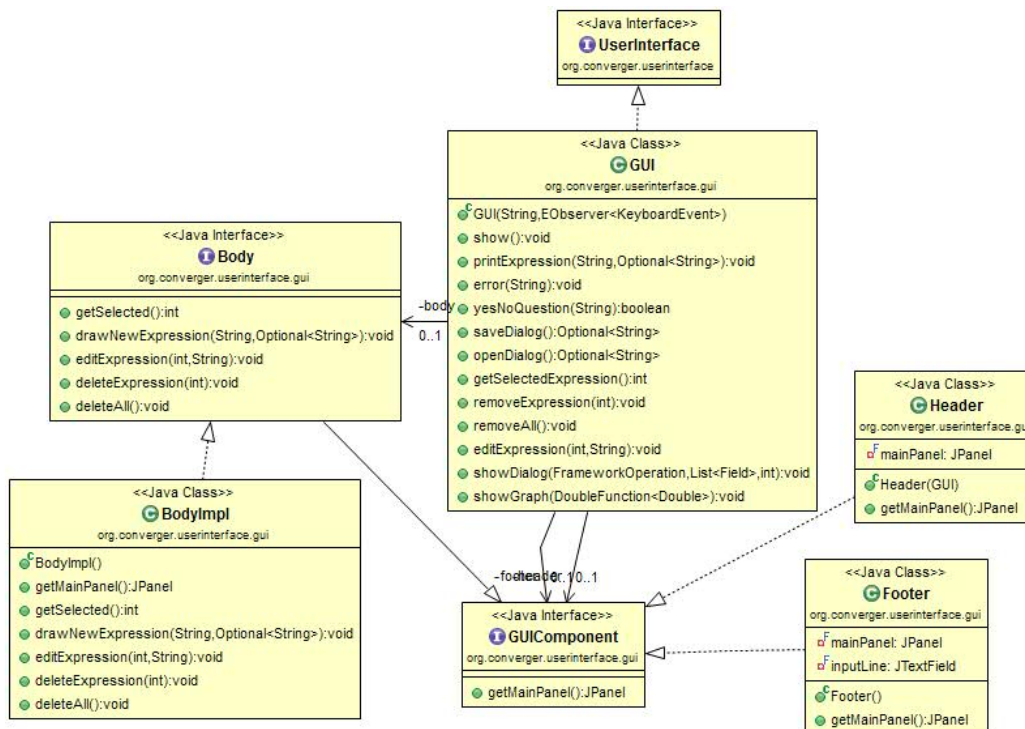 <<Java Interface>>
UserInterface
org.converger.userinterface
<<Java Class>>
GUI
org.converger.userinterface.gui
GUI(String,EObserver<KeyboardEvent>)
show():void
printExpression(String,Optional<String>):void
error(String):void
yesNoQuestion(String):boolean
saveDialog():Optional<String>
openDialog():Optional<String>
getSelectedExpression():int
removeExpression(int):void
removeAll():void
editExpression(int,String):void
showDialog(FrameworkOperation,List<Field>,int):void
showGraph(DoubleFunction<Double>):void
<<Java Interface>>
Body
org.converger.userinterface.gui
getSelected():int
drawNewExpression(String,Optional<String>):void
editExpression(int,String):void
deleteExpression(int):void
deleteAll():void
-body
0..1
<<Java Class>>
Header
org.converger.userinterface.gui
mainPanel: JPanel
Header(GUI)
getMainPanel():JPanel
<<Java Class>>
BodyImpl
org.converger.userinterface.gui
BodyImpl()
getMainPanel():JPanel
getSelected():int
drawNewExpression(String,Optional<String>):void
editExpression(int,String):void
deleteExpression(int):void
deleteAll():void
0..1
<<Java Interface>>
GUIComponent
org.converger.userinterface.gui
getMainPanel():JPanel
<<Java Class>>
Footer
org.converger.userinterface.gui
mainPanel: JPanel
inputLine: JTextField
Footer()
getMainPanel():JPanel